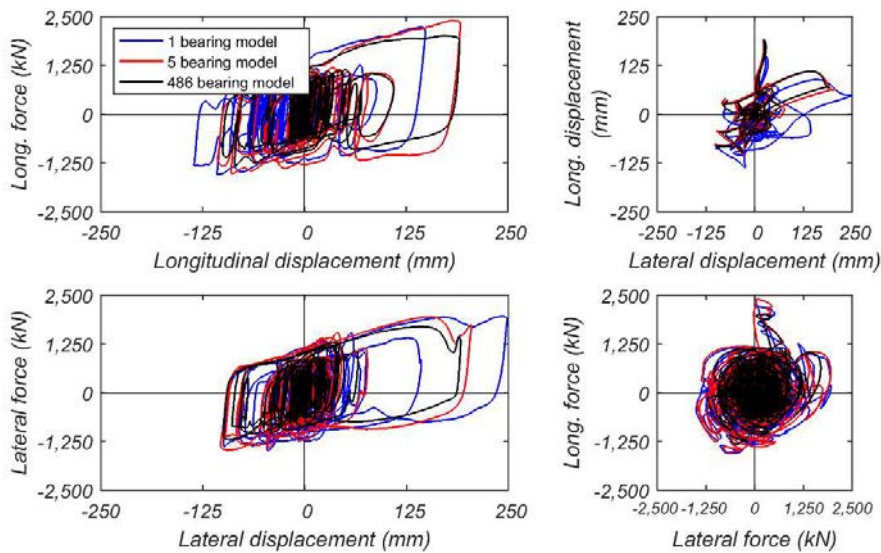 2,500
1,250
0
-1,250
-2,500
Long. force (kN)
1 bearing model
5 bearing model
486 bearing model
-250 -125 0 125 250
Longitudinal displacement (mm)
250
125
0
-125
-250
Long. displacement
(mm)
-250 -125 0 125 250
Lateral displacement (mm)
2,500
1,250
0
-1,250
-2,500
Lateral force (kN)
-250 -125 0 125 250
Lateral displacement (mm)
2,500
1,250
0
-1,250
-2,500
Long. force (kN)
-2,500 -1,250 0 1,250 2,500
Lateral force (kN)